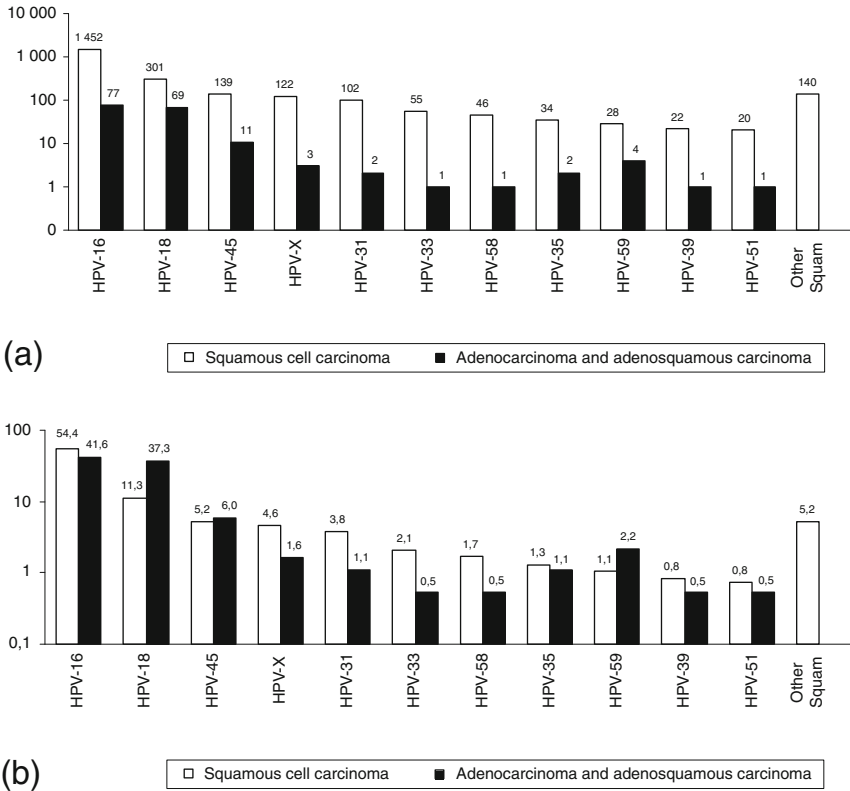 10 000
1 000
100
10
1
0
1 452
77
301
69
139
11
122
3
102
2
55
1
46
1
34
2
28
4
22
1
20
1
140
HPV-16
HPV-18
HPV-45
HPV-X
HPV-31
HPV-33
HPV-58
HPV-35
HPV-59
HPV-39
HPV-51
Other
Squam
(a)
Squamous cell carcinoma
Adenocarcinoma and adenosquamous carcinoma
100
10
1
0,1
54,4
41,6
11,3
37,3
5,2
6,0
4,6
1,6
3,8
1,1
2,1
0,5
1,7
0,5
1,3
1,1
1,1
2,2
0,8
0,5
0,8
0,5
5,2
HPV-16
HPV-18
HPV-45
HPV-X
HPV-31
HPV-33
HPV-58
HPV-35
HPV-59
HPV-39
HPV-51
Other
Squam
(b)
Squamous cell carcinoma
Adenocarcinoma and adenosquamous carcinoma